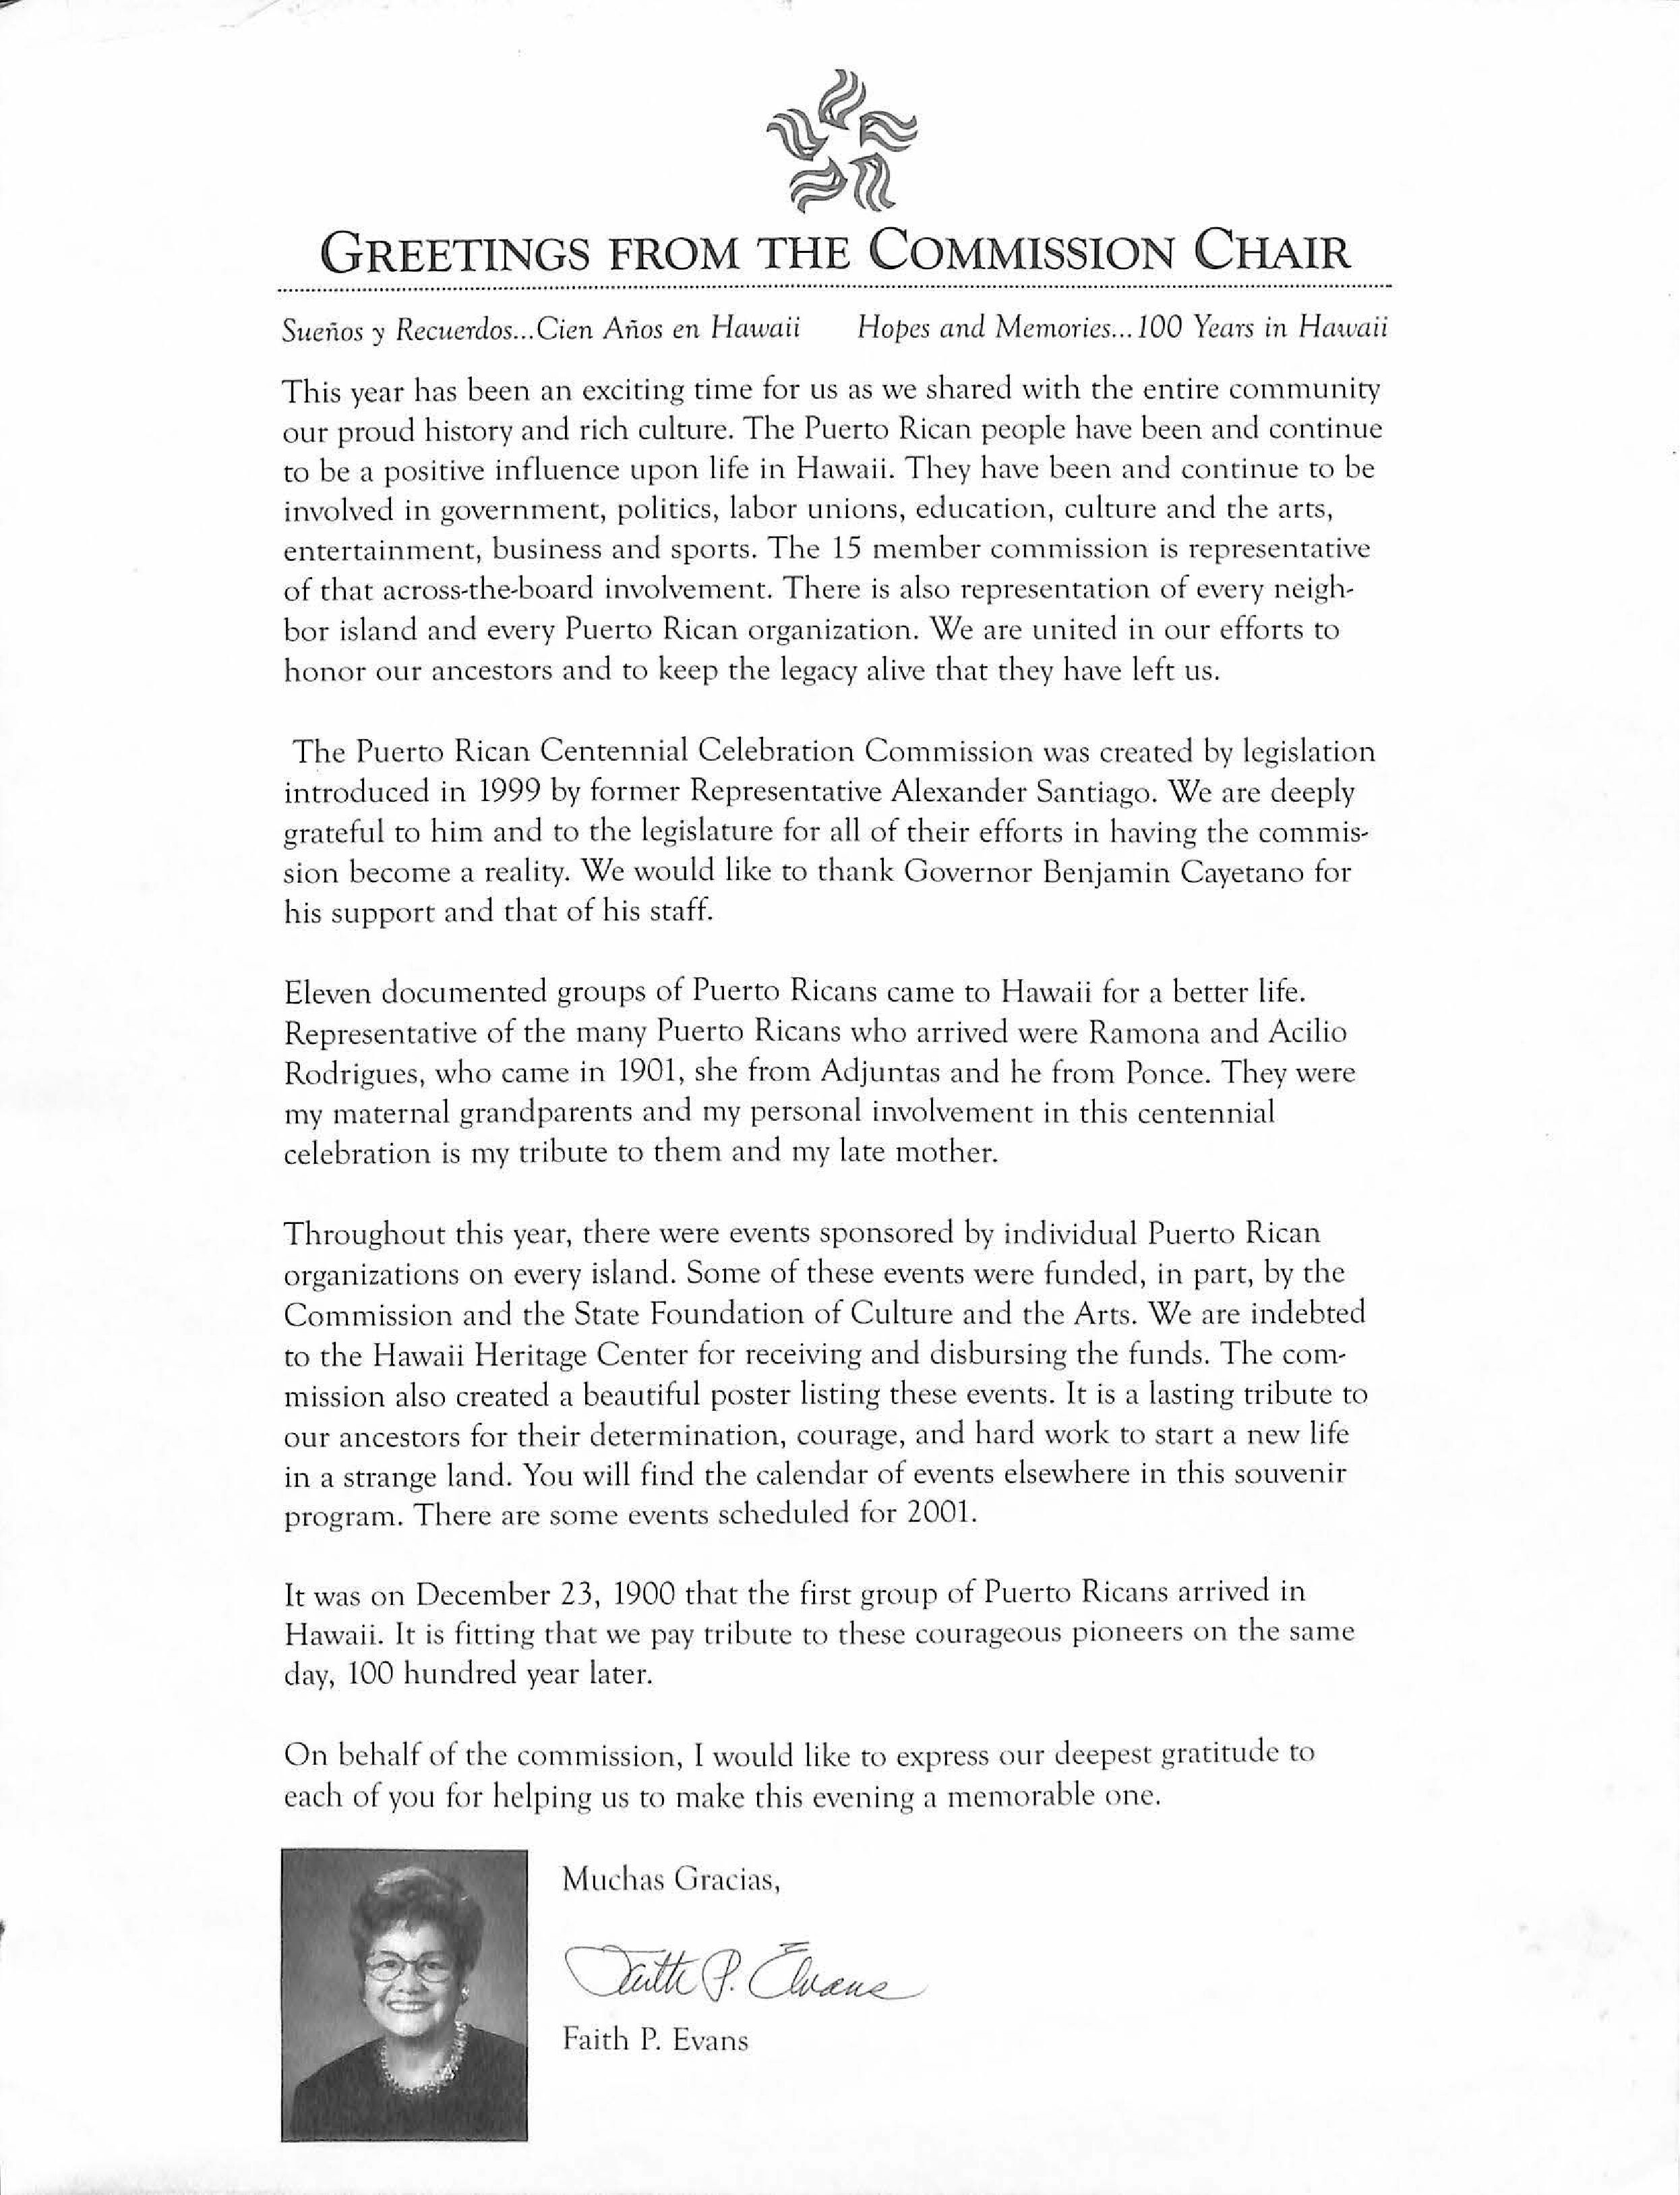 GREETINGS FROM THE COMMISSION CHAIR
Sueños y Recuerdos...Cien Años en Hawaii Hopes and Memories...100 Years in Hawaii
This year has been an exciting time for us as we shared with the entire community
our proud history and rich culture. The Puerto Rican people have been and continue
to be a positive influence upon life in Hawaii. They have been and continue to be
involved in government, politics, labor unions, education, culture and the arts,
entertainment, business and sports. The 15 member commission is representative
of that across-the-board involvement. There is also representation of every neigh-
bor island and every Puerto Rican organization. We are united in our efforts to
honor our ancestors and to keep the legacy alive that they have left us.
The Puerto Rican Centennial Celebration Commission was created by legislation
introduced in 1999 by former Representative Alexander Santiago. We are deeply
grateful to him and to the legislature for all of their efforts in having the commis-
sion become a reality. We would like to thank Governor Benjamin Cayetano for
his support and that of his staff.
Eleven documented groups of Puerto Ricans came to Hawaii for a better life.
Representative of the many Puerto Ricans who arrived were Ramona and Acilio
Rodrigues, who came in 1901, she from Adjuntas and he from Ponce. They were
my maternal grandparents and my personal involvement in this centennial
celebration is my tribute to them and my late mother.
Throughout this year, there were events sponsored by individual Puerto Rican
organizations on every island. Some of these events were funded, in part, by the
Commission and the State Foundation of Culture and the Arts. We are indebted
to the Hawaii Heritage Center for receiving and disbursing the funds. The com-
mission also created a beautiful poster listing these events. It is a lasting tribute to
our ancestors for their determination, courage, and hard work to start a new life
in a strange land. You will find the calendar of events elsewhere in this souvenir
program. There are some events scheduled for 2001.
It was on December 23, 1900 that the first group of Puerto Ricans arrived in
Hawaii. It is fitting that we pay tribute to these courageous pioneers on the same
day, 100 hundred year later.
On behalf of the commission, I would like to express our deepest gratitude to
each of you for helping us to make this evening a memorable one.
Muchas Gracias,
Faith P. Evans
Faith P. Evans